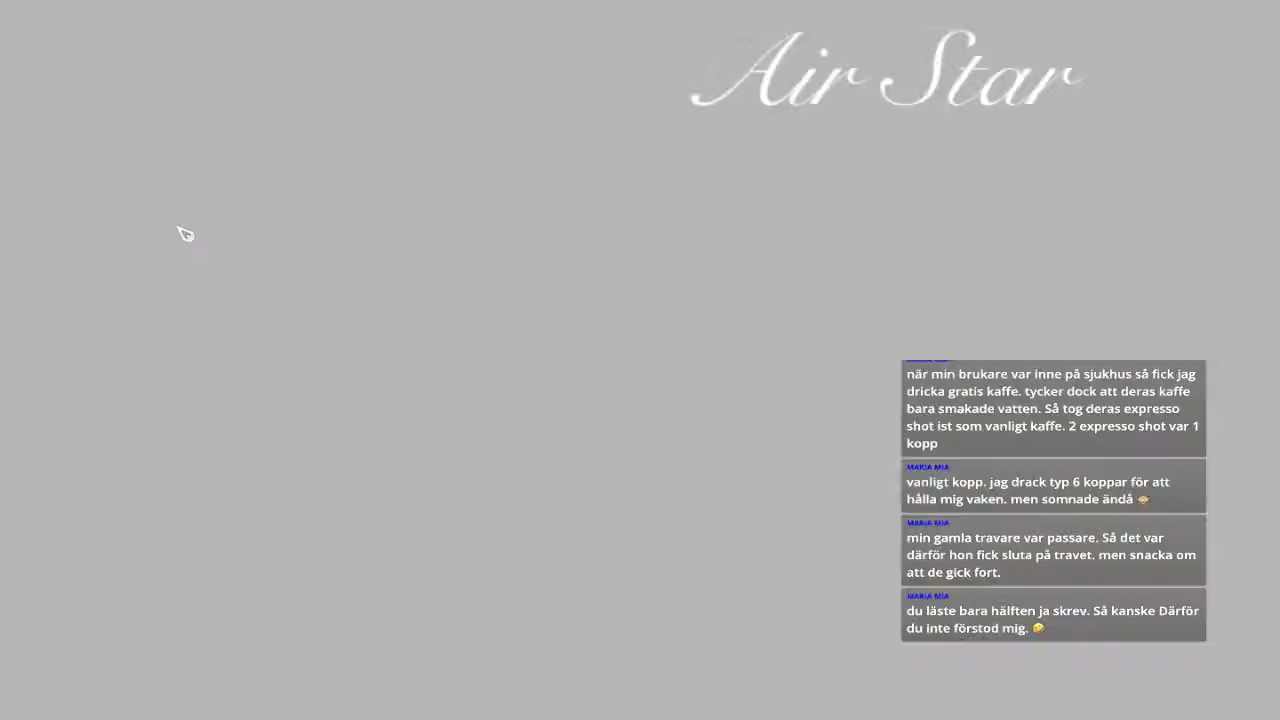 Air Star
när min brukare var inne på sjukhus så fick jag
dricka gratis kaffe. tycker dock att deras kaffe
bara smakade vatten. Så tog deras expresso
shot ist som vanligt kaffe. 2 expresso shot var 1
kopp
MARIA MIA
vanligt kopp. jag drack typ 6 koppar för att
hålla mig vaken. men somnade ändå 🙈
MARIA MIA
min gamla travare var passare. Så det var
därför hon fick sluta på travet. men snacka om
att de gick fort.
MARIA MIA
du läste bara hälften ja skrev. Så kanske Därför
du inte förstod mig. 🤣